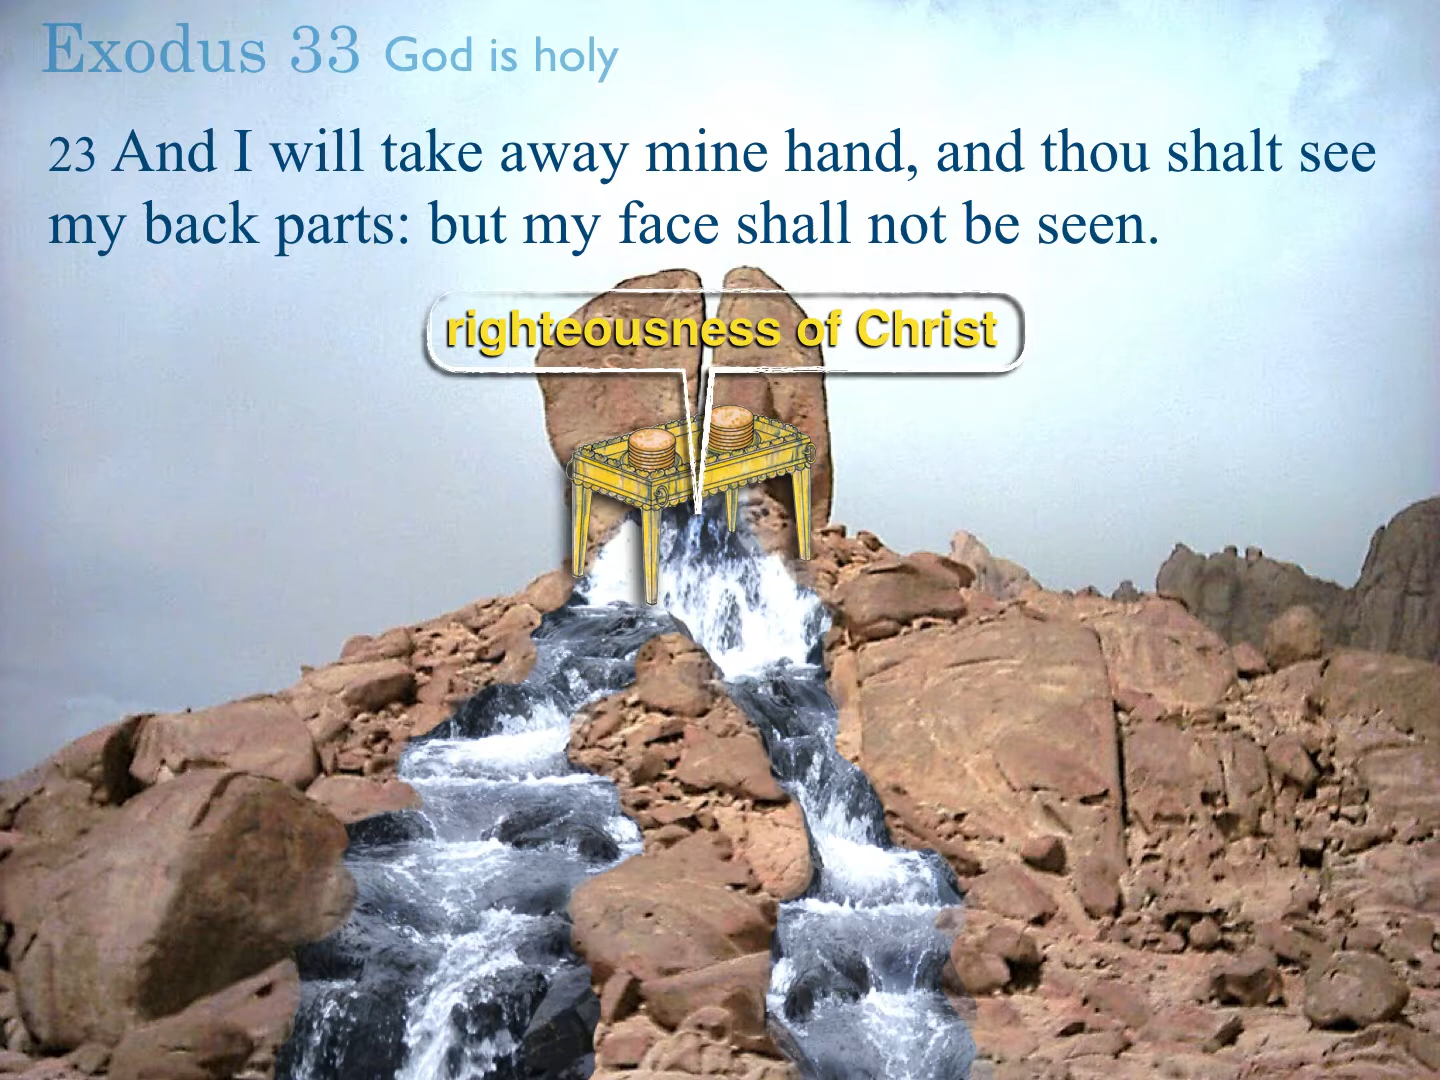 Exodus 33 God is holy
23 And I will take away mine hand, and thou shalt see
my back parts: but my face shall not be seen.
righteousness of Christ